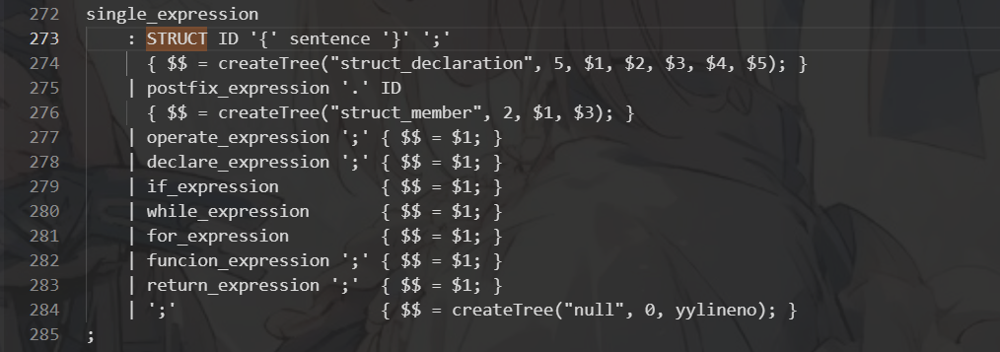 272 single_expression
273     : STRUCT ID '{' sentence '}' ';'
274       { $$ = createTree("struct_declaration", 5, $1, $2, $3, $4, $5); }
275     | postfix_expression '.' ID
276       { $$ = createTree("struct_member", 2, $1, $3); }
277     | operate_expression ';' { $$ = $1; }
278     | declare_expression ';' { $$ = $1; }
279     | if_expression          { $$ = $1; }
280     | while_expression       { $$ = $1; }
281     | for_expression         { $$ = $1; }
282     | funcion_expression ';' { $$ = $1; }
283     | return_expression ';'  { $$ = $1; }
284     | ';'                    { $$ = createTree("null", 0, yylineno); }
285 ;